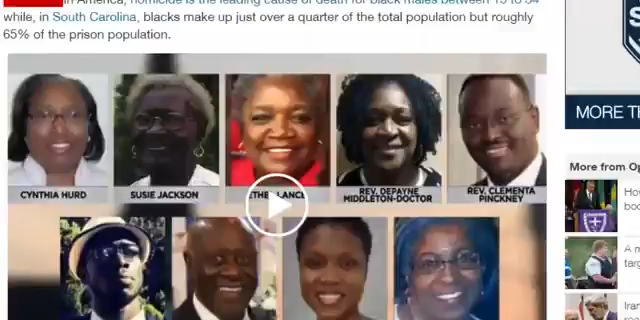 in America, homicide is the leading cause of death for black males between 15 to 34
while, in South Carolina, blacks make up just over a quarter of the total population but roughly
65% of the prison population.
CYNTHIA HURD
SUSIE JACKSON
LANCE
REV. DEPAYNE
MIDDLETON-DOCTOR
REV. CLEMENTA
PINCKNEY
MORE
More from